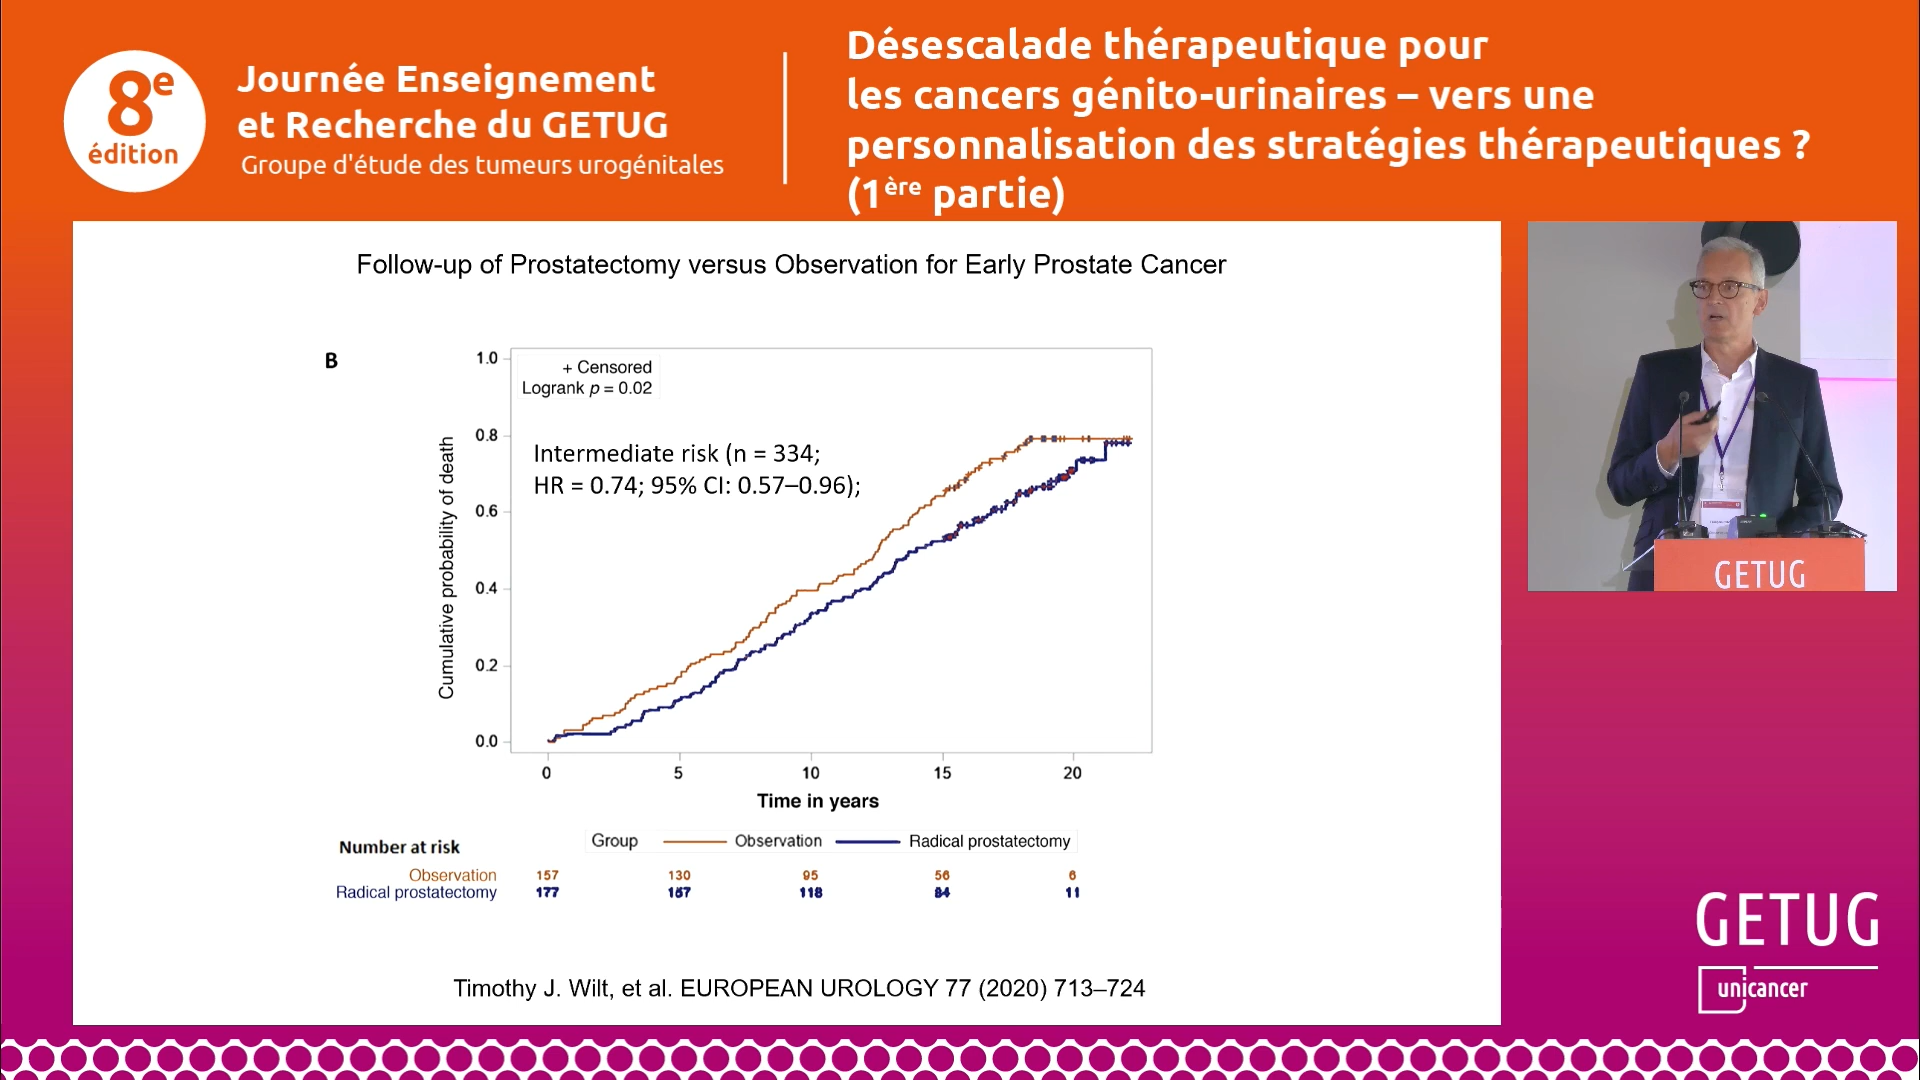 8e
édition
Journée Enseignement
et Recherche du GETUG
Groupe d'étude des tumeurs urogénitales
Désescalade thérapeutique pour
les cancers génito-urinaires – vers une
personnalisation des stratégies thérapeutiques ?
(1ère partie)
Follow-up of Prostatectomy versus Observation for Early Prostate Cancer
B
+ Censored
Logrank p = 0.02
Intermediate risk (n = 334;
HR = 0.74; 95% CI: 0.57–0.96);
Cumulative probability of death
1.0
0.8
0.6
0.4
0.2
0.0
0 5 10 15 20
Time in years
Group Observation Radical prostatectomy
Number at risk
Observation 157 130 95 56 6
Radical prostatectomy 177 157 118 84 11
Timothy J. Wilt, et al. EUROPEAN UROLOGY 77 (2020) 713–724
GETUG
GETUG
unicancer